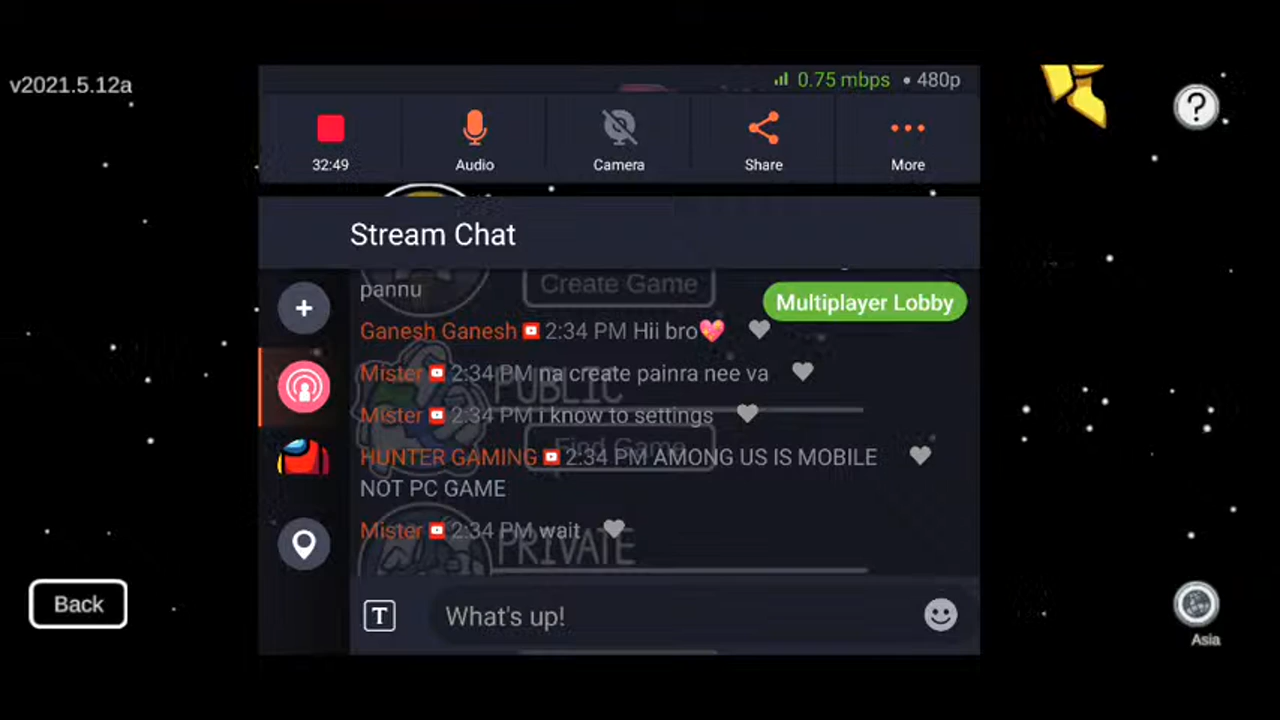 v2021.5.12a
0.75 mbps • 480p
?
32:49
Audio
Camera
Share
More
Stream Chat
Create Game
pannu
Multiplayer Lobby
Ganesh Ganesh 2:34 PM Hii bro💖
Mister 2:34 PM na create painra nee va
PUBLIC
Mister 2:34 PM i know to settings
Find Game
HUNTER GAMING 2:34 PM AMONG US IS MOBILE
NOT PC GAME
Mister 2:34 PM wait
PRIVATE
T What's up!
Back
Asia